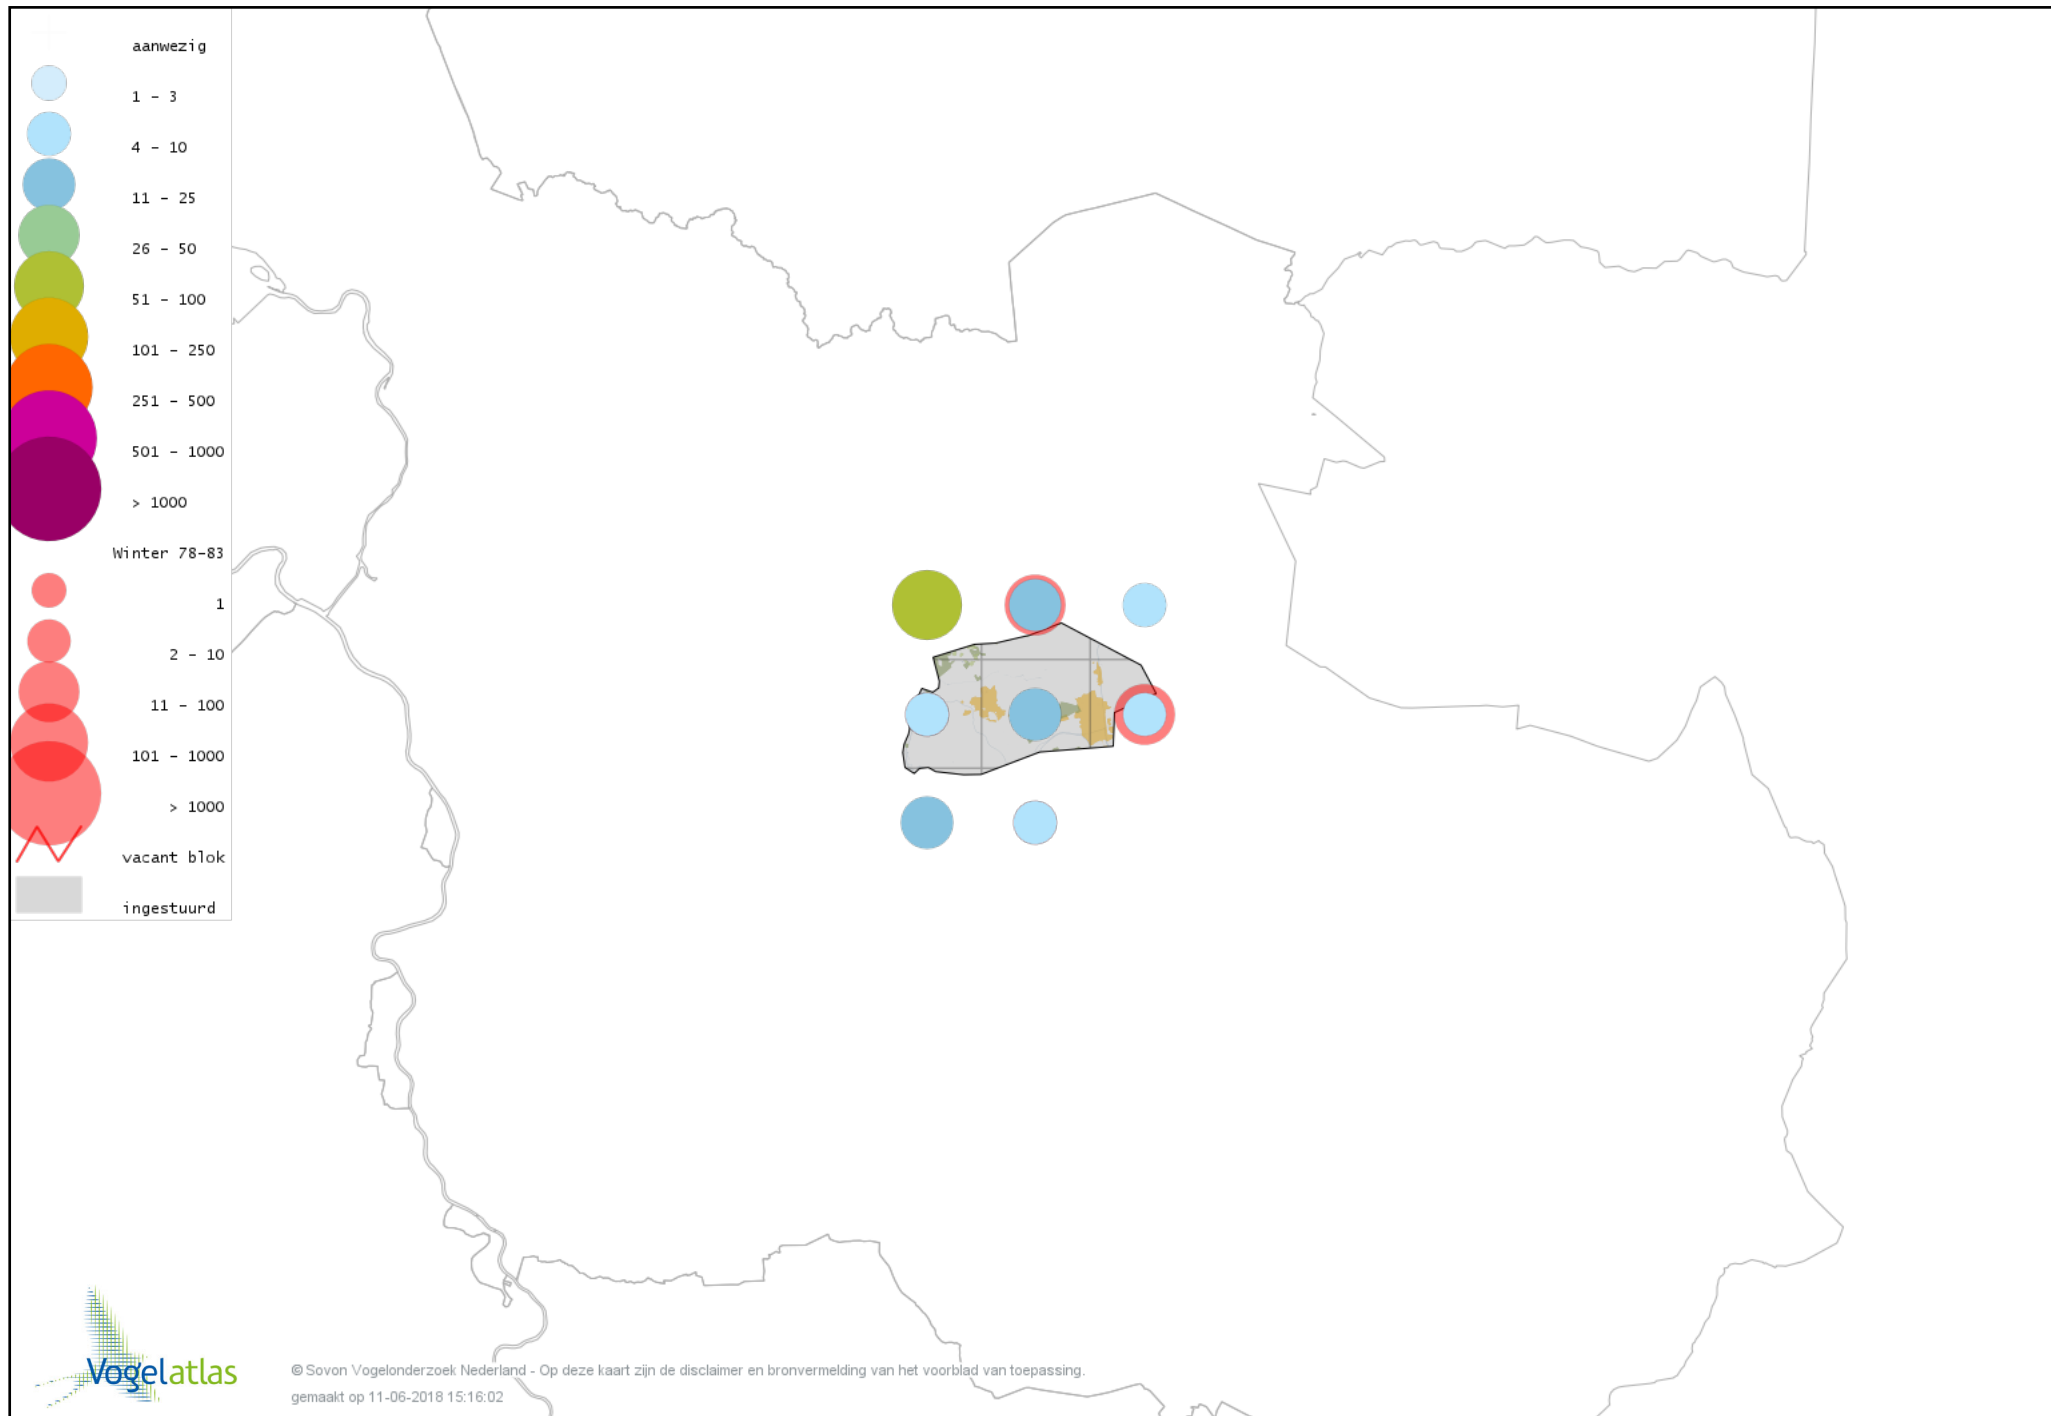 aanwezig
1 - 3
4 - 10
11 - 25
26 - 50
51 - 100
101 - 250
251 - 500
501 - 1000
> 1000
Winter 78-83
1
2 - 10
11 - 100
101 - 1000
> 1000
vacant blok
ingestuurd
Vogelatlas
© Sovon Vogelonderzoek Nederland - Op deze kaart zijn de disclaimer en bronvermelding van het voorblad van toepassing.
gemaakt op 11-06-2018 15:16:02